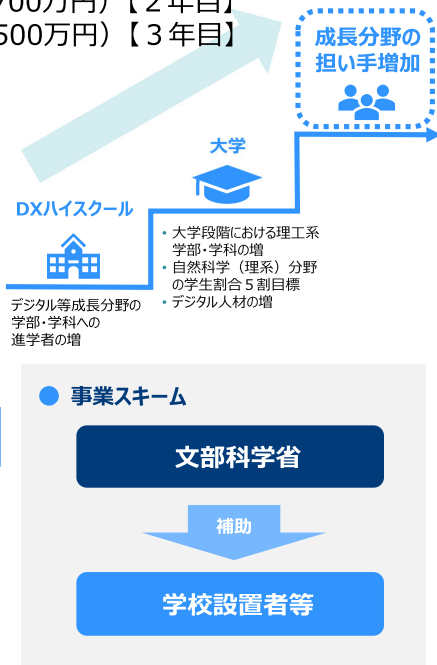 700万円)【２年目】
500万円)【３年目】
成長分野の
担い手増加
大学
DXハイスクール
・大学段階における理工系
学部・学科の増
・自然科学（理系）分野
の学生割合５割目標
・デジタル人材の増
デジタル等成長分野の
学部・学科への
進学者の増
● 事業スキーム
文部科学省
補助
学校設置者等